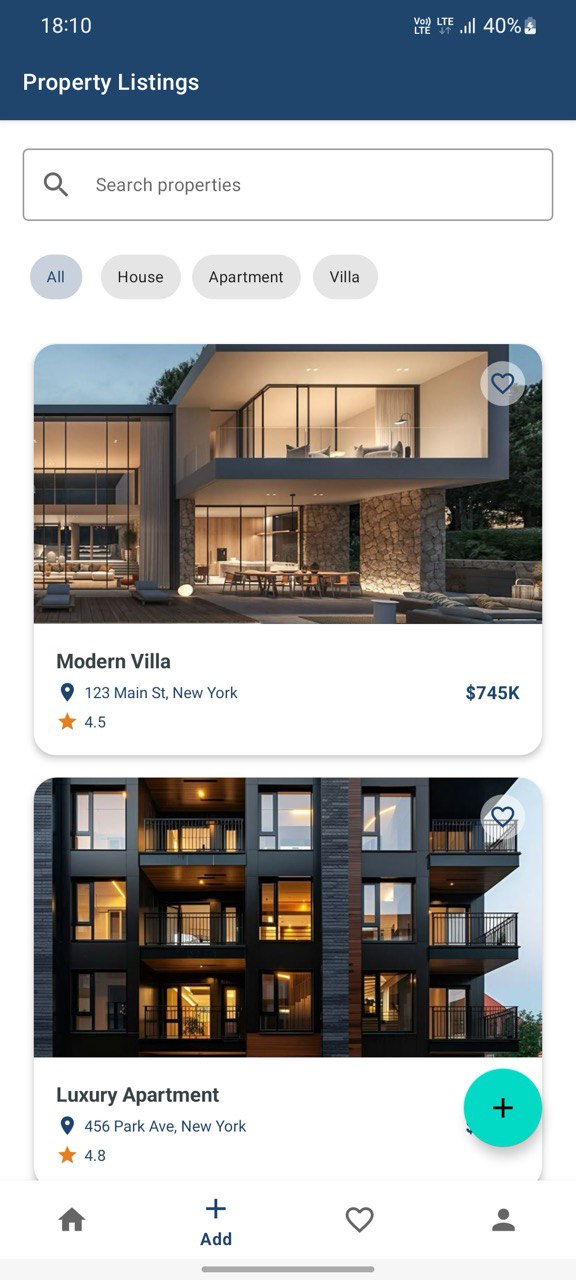 18:10
Vo)) LTE
LTE
40%
Property Listings
Search properties
All House Apartment Villa
Modern Villa
123 Main St, New York
$745K
4.5
Luxury Apartment
456 Park Ave, New York
4.8
Add